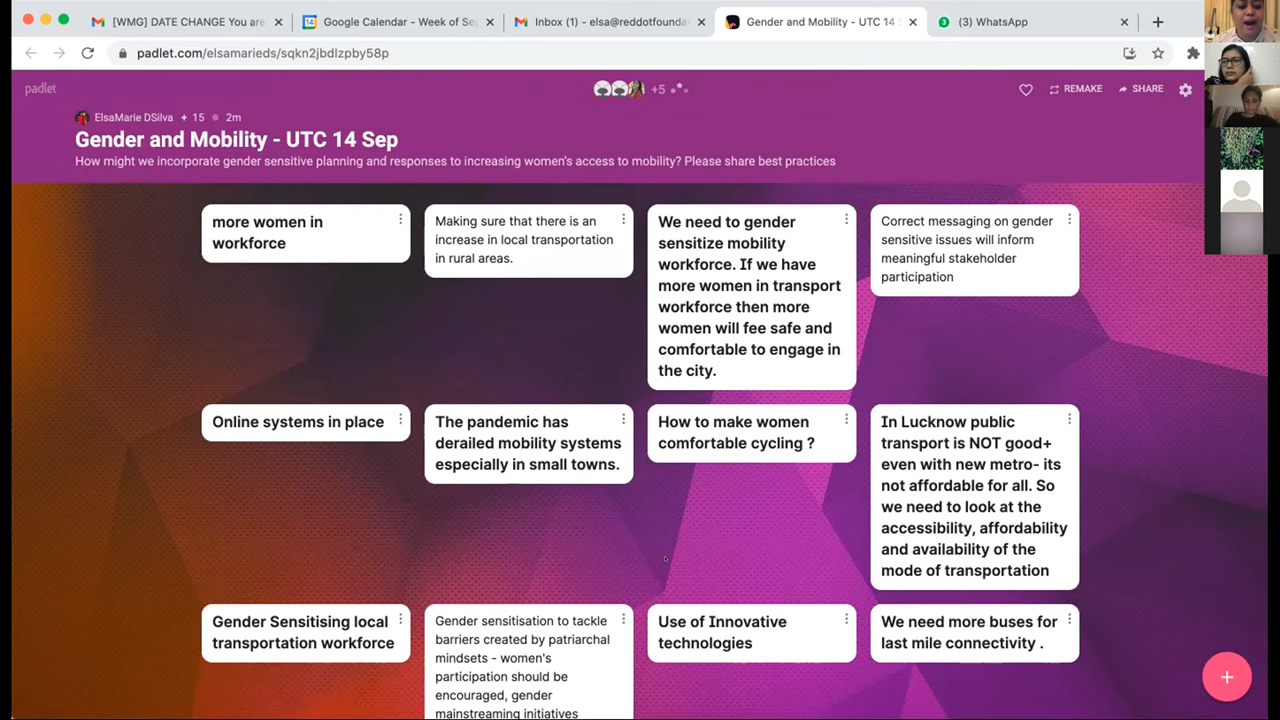 [WMG] DATE CHANGE You are
Google Calendar - Week of Sep
Inbox (1) - elsa@reddotfounda
Gender and Mobility - UTC 14 S
(3) WhatsApp
padlet.com/elsamarieds/sqkn2jbdlzpby58p
padlet
+5
REMAKE
SHARE
ElsaMarie DSilva + 15 2m
Gender and Mobility - UTC 14 Sep
How might we incorporate gender sensitive planning and responses to increasing women's access to mobility? Please share best practices
more women in
workforce
Making sure that there is an
increase in local transportation
in rural areas.
We need to gender
sensitize mobility
workforce. If we have
more women in transport
workforce then more
women will fee safe and
comfortable to engage in
the city.
Correct messaging on gender
sensitive issues will inform
meaningful stakeholder
participation
Online systems in place
The pandemic has
derailed mobility systems
especially in small towns.
How to make women
comfortable cycling ?
In Lucknow public
transport is NOT good+
even with new metro- its
not affordable for all. So
we need to look at the
accessibility, affordability
and availability of the
mode of transportation
Gender Sensitising local
transportation workforce
Gender sensitisation to tackle
barriers created by patriarchal
mindsets - women's
participation should be
encouraged, gender
mainstreaming initiatives
Use of Innovative
technologies
We need more buses for
last mile connectivity .